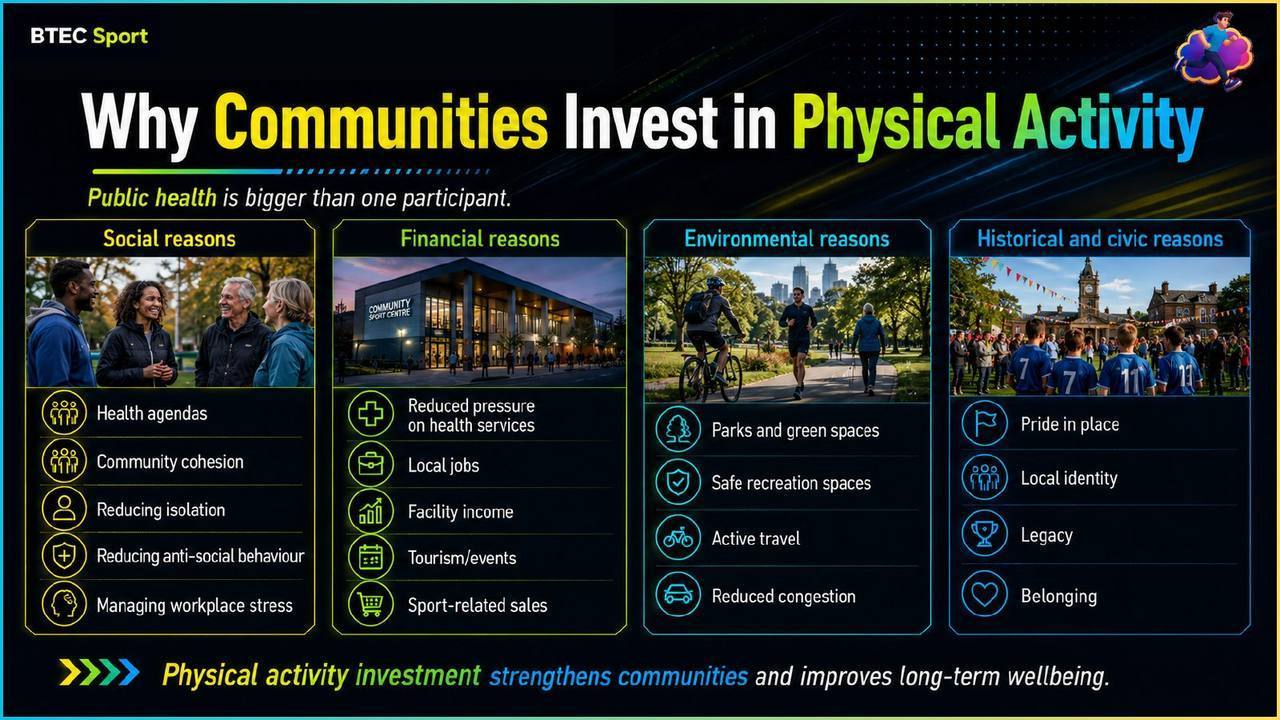 BTEC Sport
Why Communities Invest in Physical Activity
Public health is bigger than one participant.
Social reasons
Health agendas
Community cohesion
Reducing isolation
Reducing anti-social behaviour
Managing workplace stress
Financial reasons
COMMUNITY
SPORT CENTRE
Reduced pressure
on health services
Local jobs
Facility income
Tourism/events
Sport-related sales
Environmental reasons
Parks and green spaces
Safe recreation spaces
Active travel
Reduced congestion
Historical and civic reasons
7 7 11 11
Pride in place
Local identity
Legacy
Belonging
Physical activity investment strengthens communities and improves long-term wellbeing.